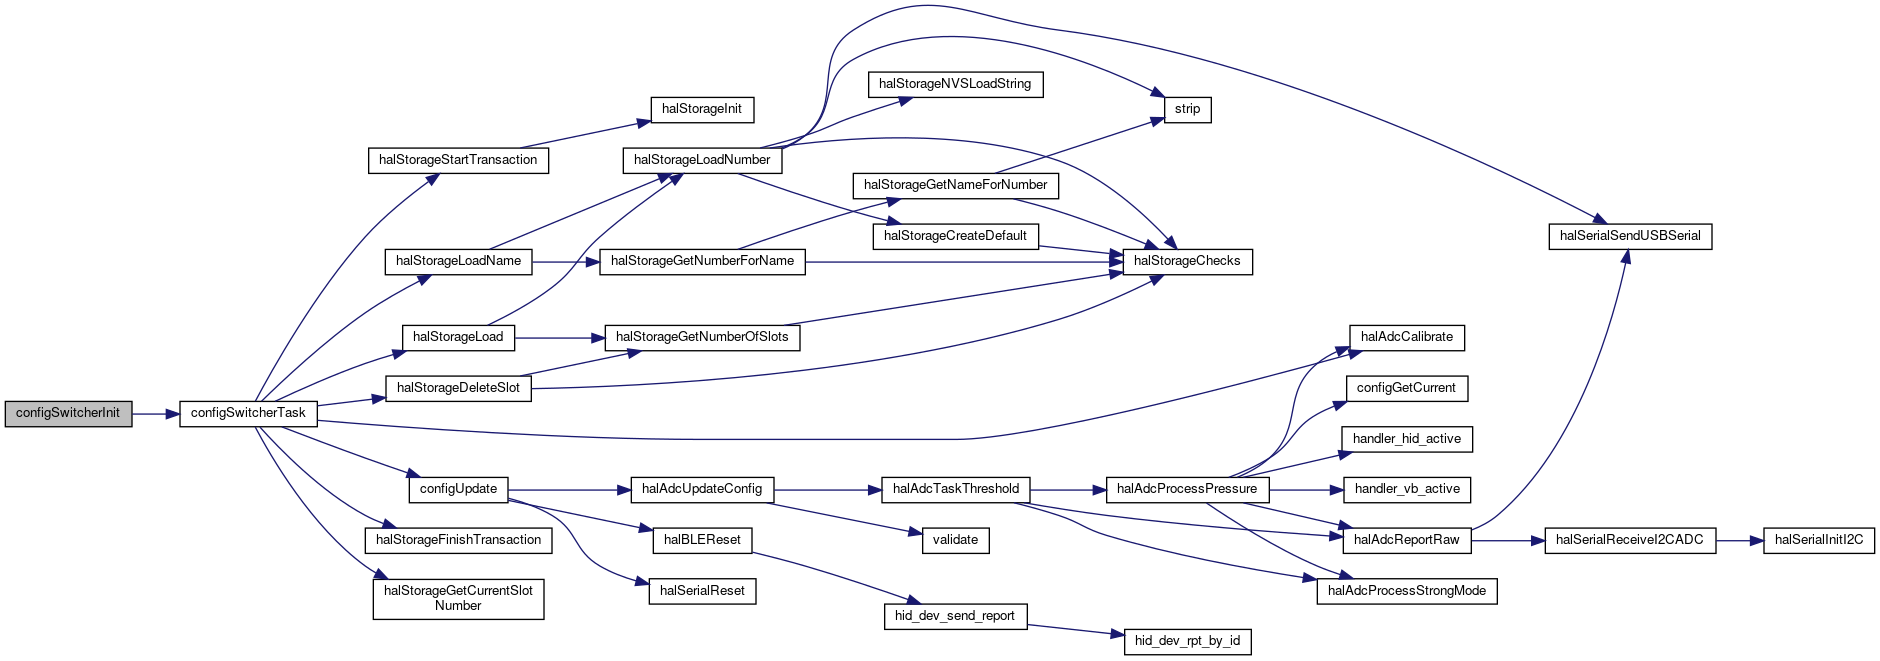 configSwitcherInit
configSwitcherTask
halStorageStartTransaction
halStorageLoadName
halStorageLoad
halStorageDeleteSlot
configUpdate
halStorageFinishTransaction
halStorageGetCurrentSlot
Number
halStorageInit
halStorageLoadNumber
halStorageGetNumberForName
halStorageGetNumberOfSlots
halAdcUpdateConfig
halBLEReset
halSerialReset
halStorageNVSLoadString
halStorageGetNameForNumber
halStorageCreateDefault
halAdcTaskThreshold
validate
hid_dev_send_report
strip
halStorageChecks
halAdcProcessPressure
hid_dev_rpt_by_id
halAdcCalibrate
configGetCurrent
handler_hid_active
handler_vb_active
halAdcReportRaw
halAdcProcessStrongMode
halSerialSendUSBSerial
halSerialReceiveI2CADC
halSerialInitI2C